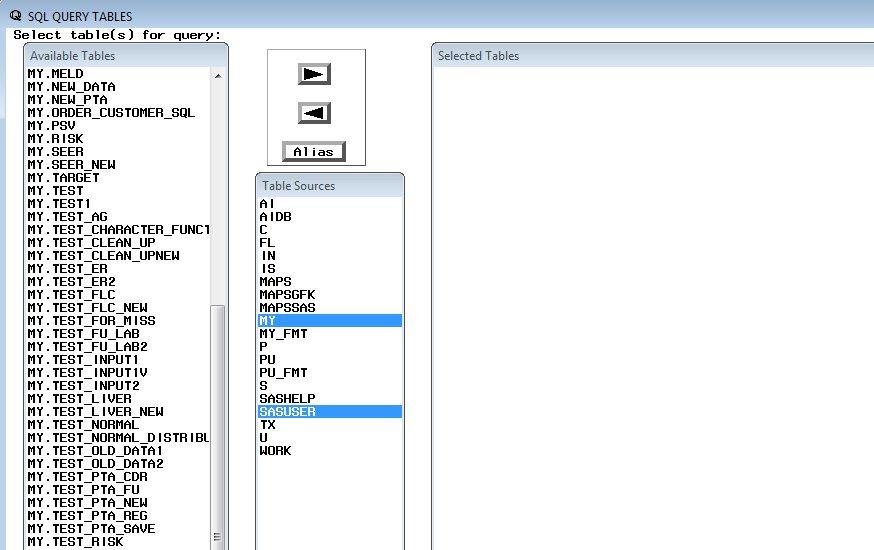 SQL QUERY TABLES
Select table(s) for query:
Available Tables
MY.MELD
MY.NEW_DATA
MY.NEW_PTA
MY.ORDER_CUSTOMER_SQL
MY.PSV
MY.RISK
MY.SEER
MY.SEER_NEW
MY.TARGET
MY.TEST
MY.TEST1
MY.TEST_AG
MY.TEST_CHARACTER_FUNCT
MY.TEST_CLEAN_UP
MY.TEST_CLEAN_UPNEW
MY.TEST_ER
MY.TEST_ER2
MY.TEST_FLC
MY.TEST_FLC_NEW
MY.TEST_FOR_MISS
MY.TEST_FU_LAB
MY.TEST_FU_LAB2
MY.TEST_INPUT1
MY.TEST_INPUT1V
MY.TEST_INPUT2
MY.TEST_LIVER
MY.TEST_LIVER_NEW
MY.TEST_NORMAL
MY.TEST_NORMAL_DISTRIBU
MY.TEST_OLD_DATA1
MY.TEST_OLD_DATA2
MY.TEST_PTA_CDR
MY.TEST_PTA_FU
MY.TEST_PTA_NEW
MY.TEST_PTA_REG
MY.TEST_PTA_SAVE
MY.TEST_RISK
Alias
Table Sources
AI
AIDB
C
FL
IN
IS
MAPS
MAPSGFK
MAPSSAS
MY
MY_FMT
P
PU
PU_FMT
S
SASHELP
SASUSER
TX
U
WORK
Selected Tables